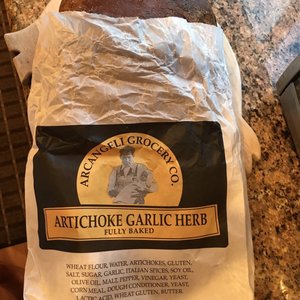 ARCANGELI GROCERY CO.
ARTICHOKE GARLIC HERB
FULLY BAKED
WHEAT FLOUR, WATER, ARTICHOKES, GLUTEN,
SALT, SUGAR, GARLIC, ITALIAN SPICES, SOY OIL,
OLIVE OIL, MALT, PEPPER, VINEGAR, YEAST,
CORN MEAL, DOUGH CONDITIONER, YEAST,
LACTIC ACID, WHEAT GLUTEN, BUTTER